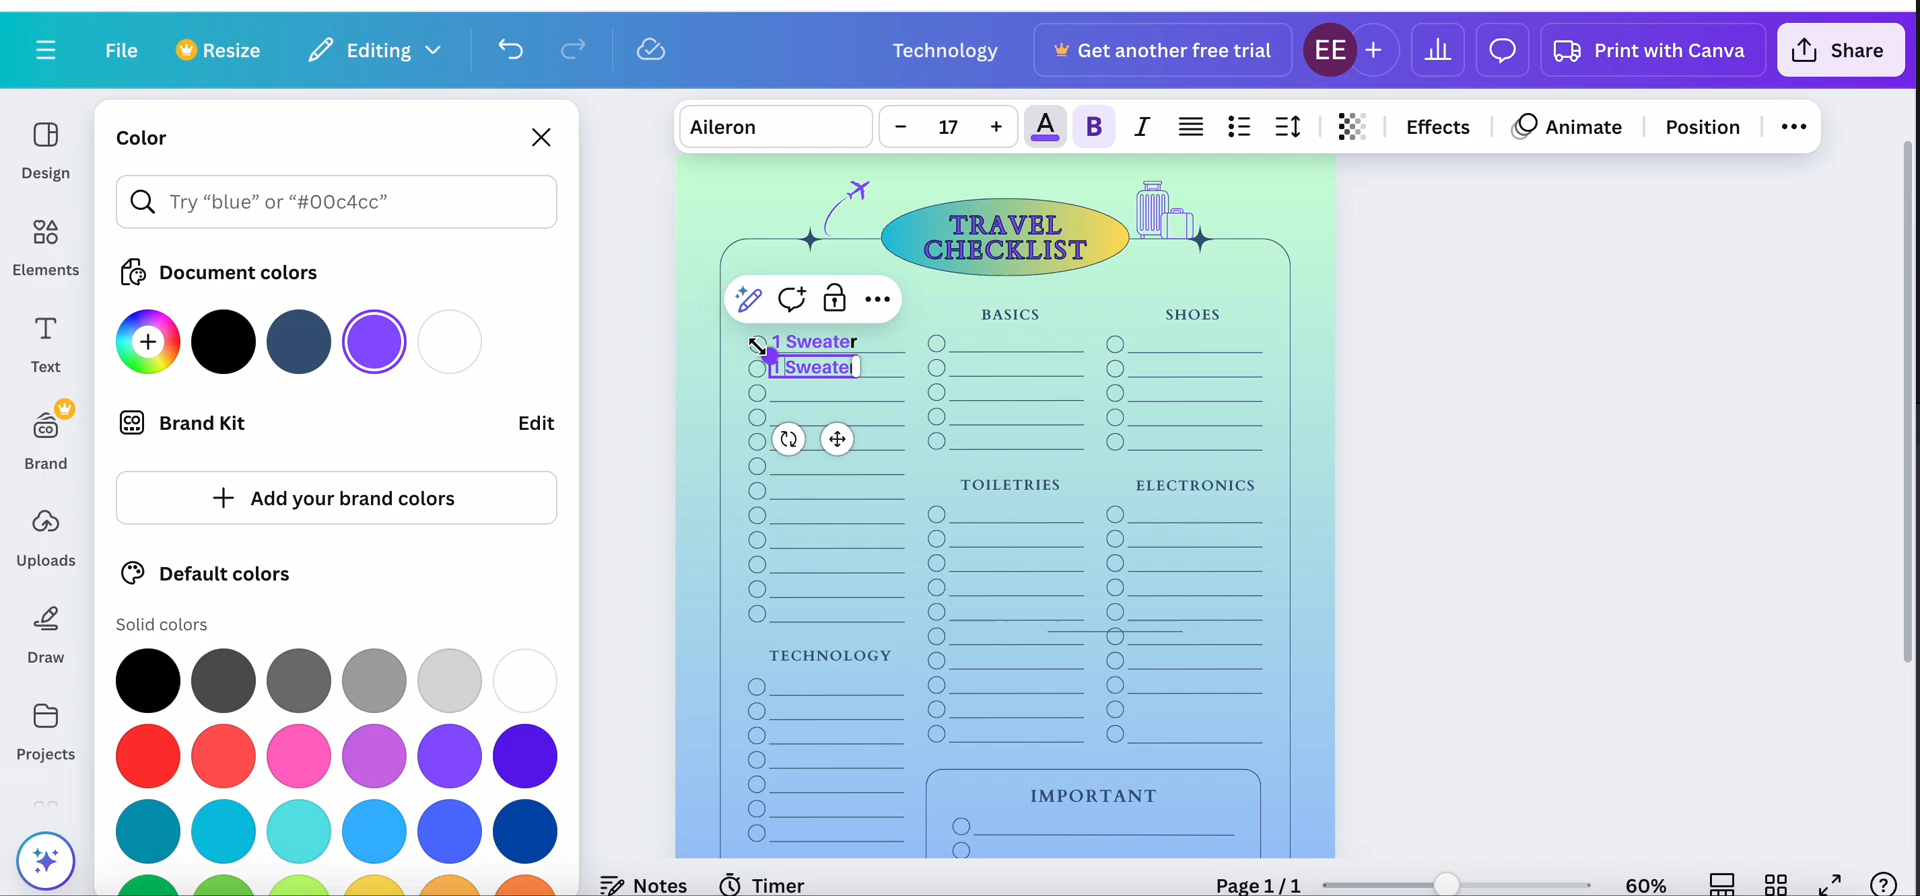 File Resize Editing Technology Get another free trial EE Print with Canva Share
Design
Elements
Text
Brand
Uploads
Draw
Projects
Color
Try “blue” or “#00c4cc”
Document colors
Brand Kit Edit
Add your brand colors
Default colors
Solid colors
Aileron - 17 + A B I Effects Animate Position
TRAVEL
CHECKLIST
1 Sweater
1 Sweater
BASICS
SHOES
TOILETRIES
ELECTRONICS
TECHNOLOGY
IMPORTANT
Notes Timer Page 1 / 1 60%